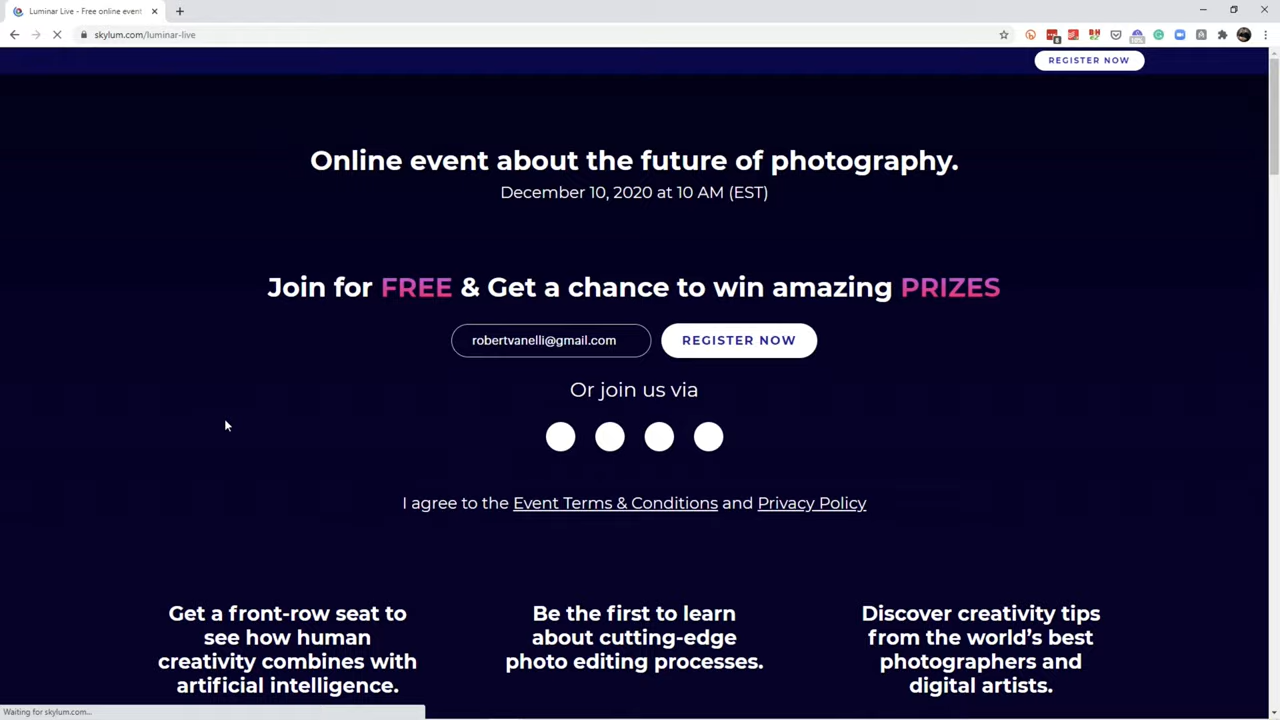 Luminar Live - Free online event
skylum.com/luminar-live
REGISTER NOW
Online event about the future of photography.
December 10, 2020 at 10 AM (EST)
Join for FREE & Get a chance to win amazing PRIZES
robertvanelli@gmail.com
REGISTER NOW
Or join us via
I agree to the Event Terms & Conditions and Privacy Policy
Get a front-row seat to
see how human
creativity combines with
artificial intelligence.
Be the first to learn
about cutting-edge
photo editing processes.
Discover creativity tips
from the world's best
photographers and
digital artists.
Waiting for skylum.com...